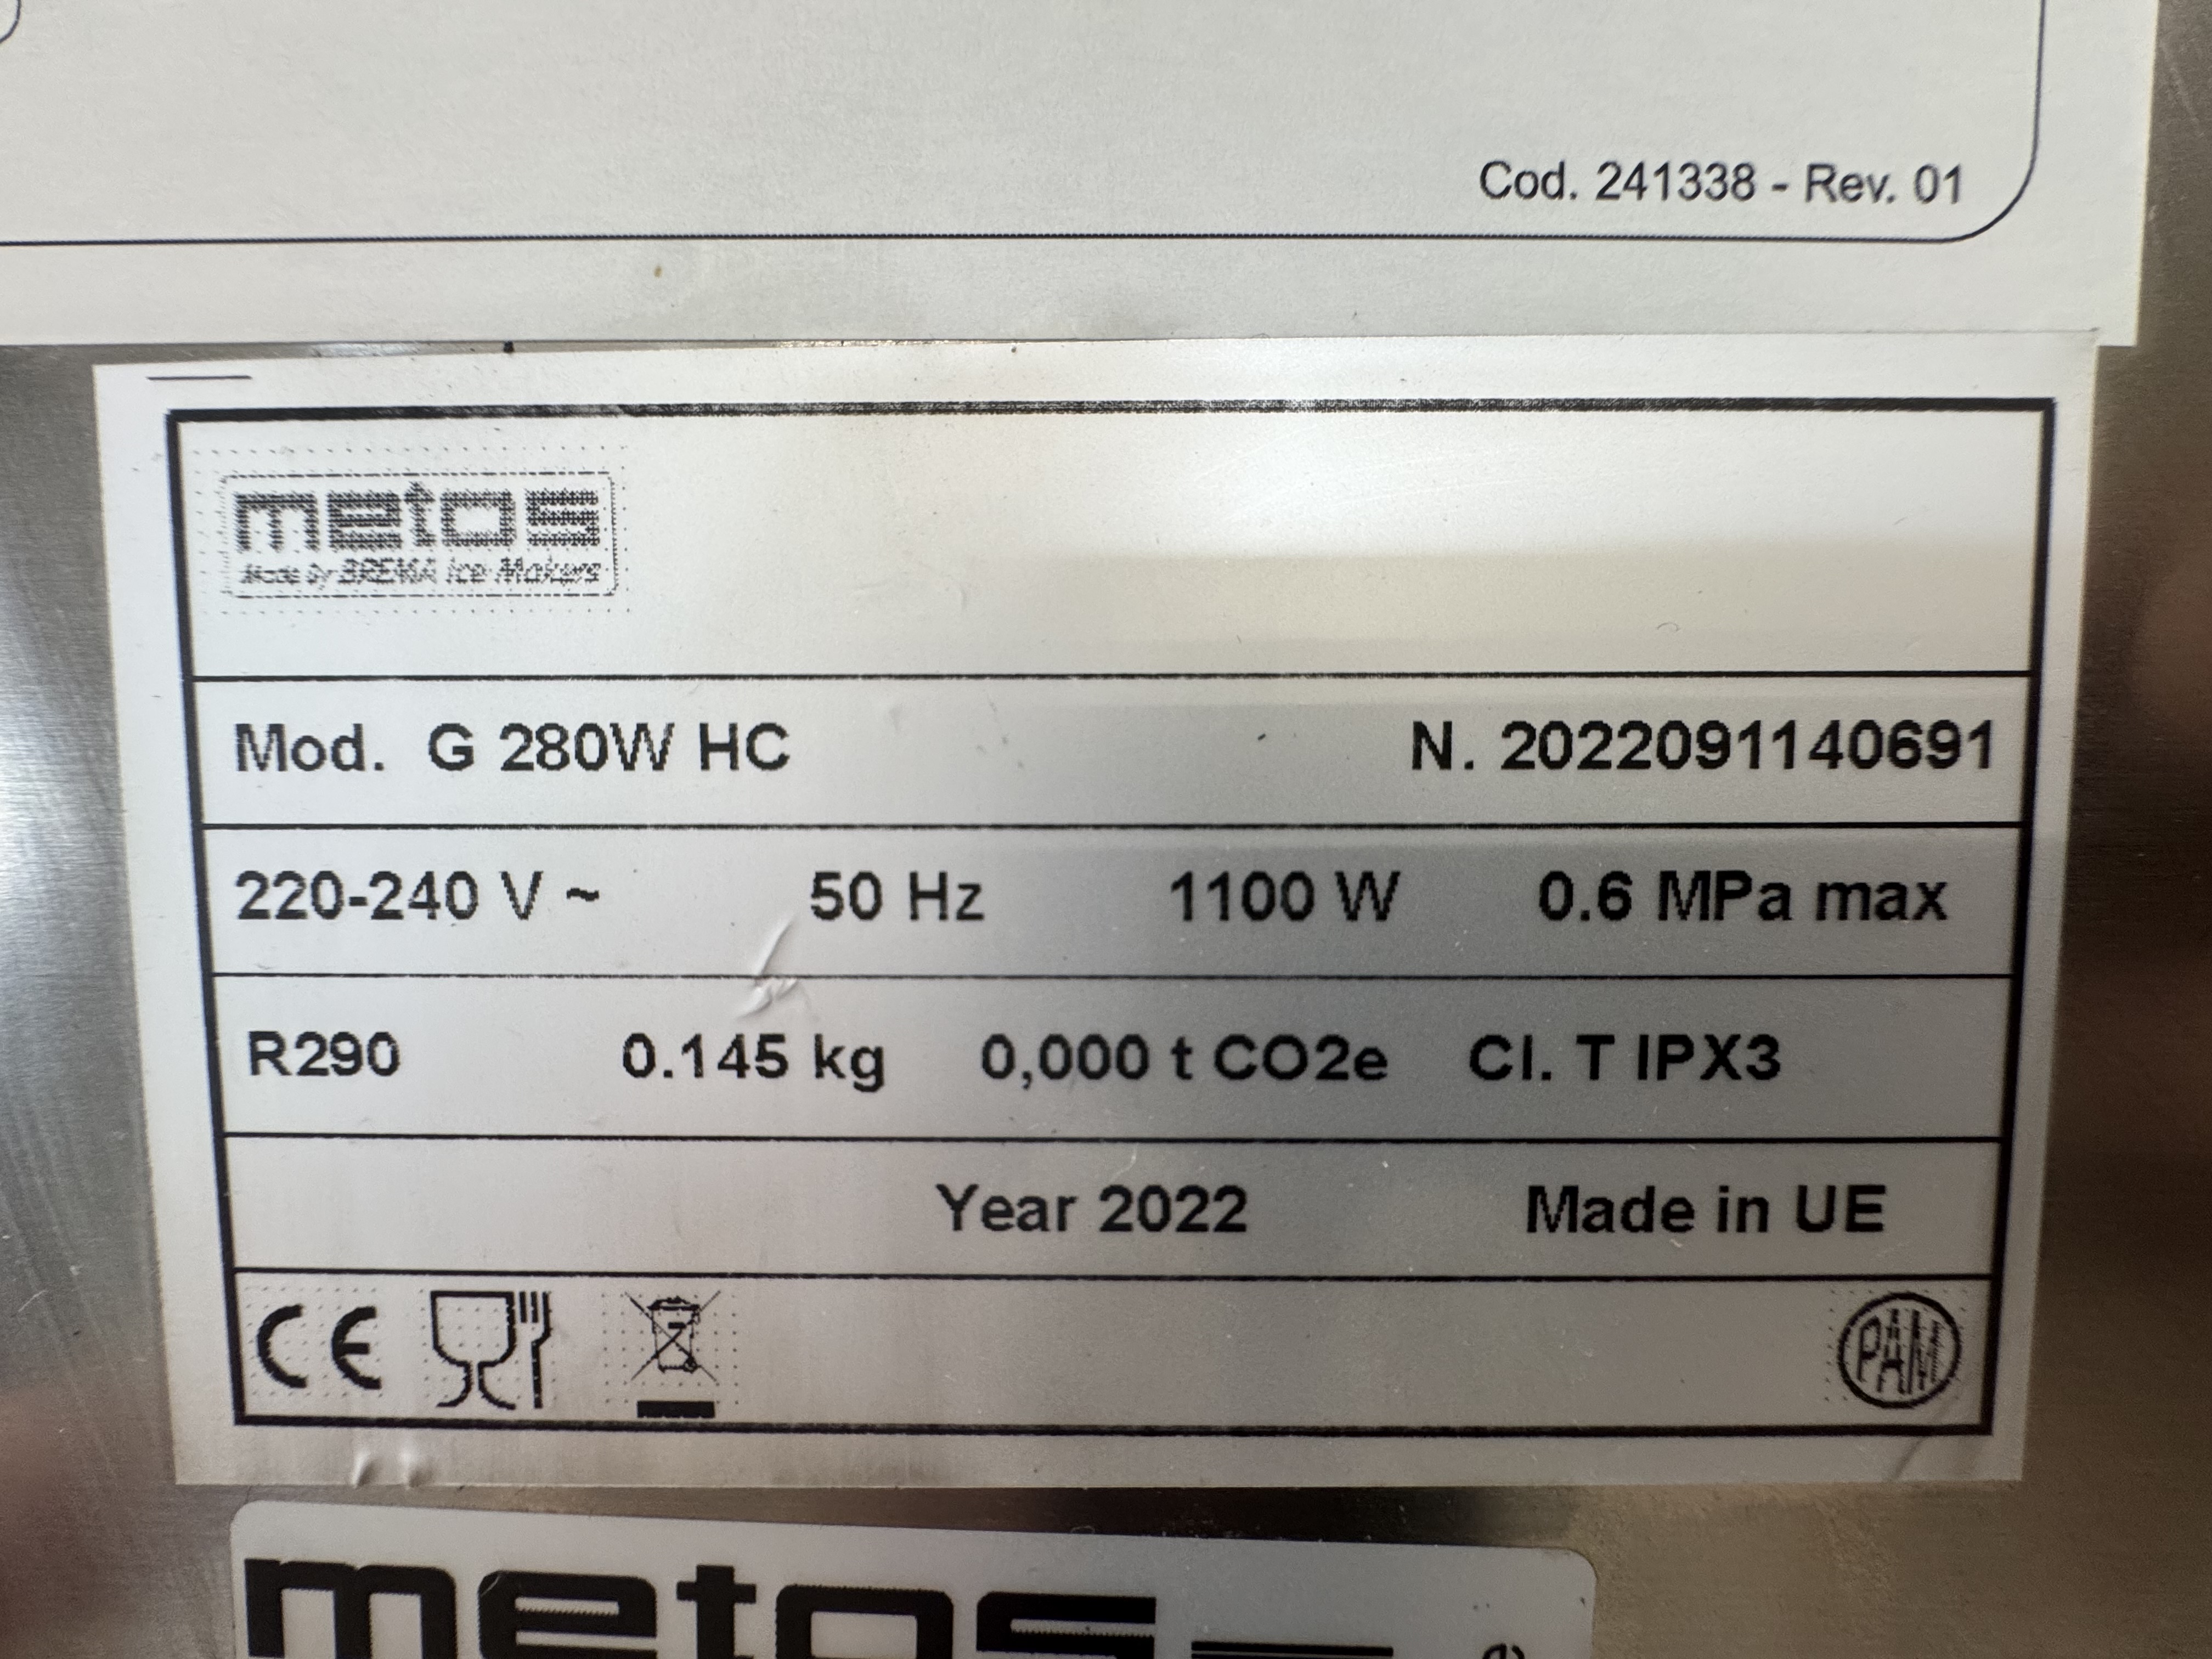 Cod. 241338 - Rev. 01
metos
Made by BREMA Ice Makers
Mod. G 280W HC N. 2022091140691
220-240 V ~ 50 Hz 1100 W 0.6 MPa max
R290 0.145 kg 0,000 t CO2e Cl. T IPX3
Year 2022 Made in UE
CE PAM
metos